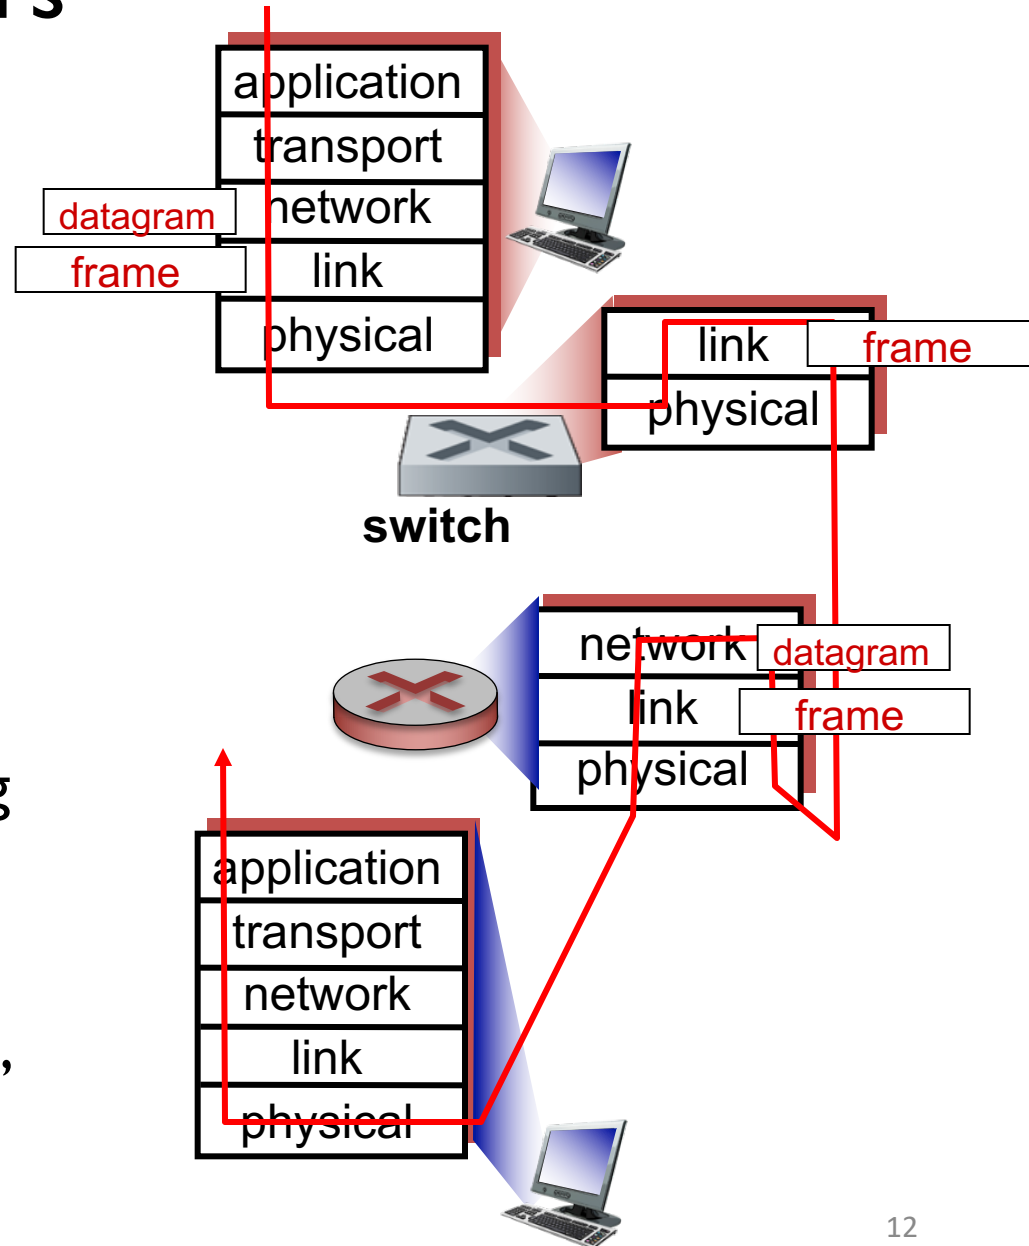 rs
application
transport
datagram network
frame link
physical
link frame
physical
switch
network datagram
link frame
physical
g
application
transport
network
link
,
physical
12